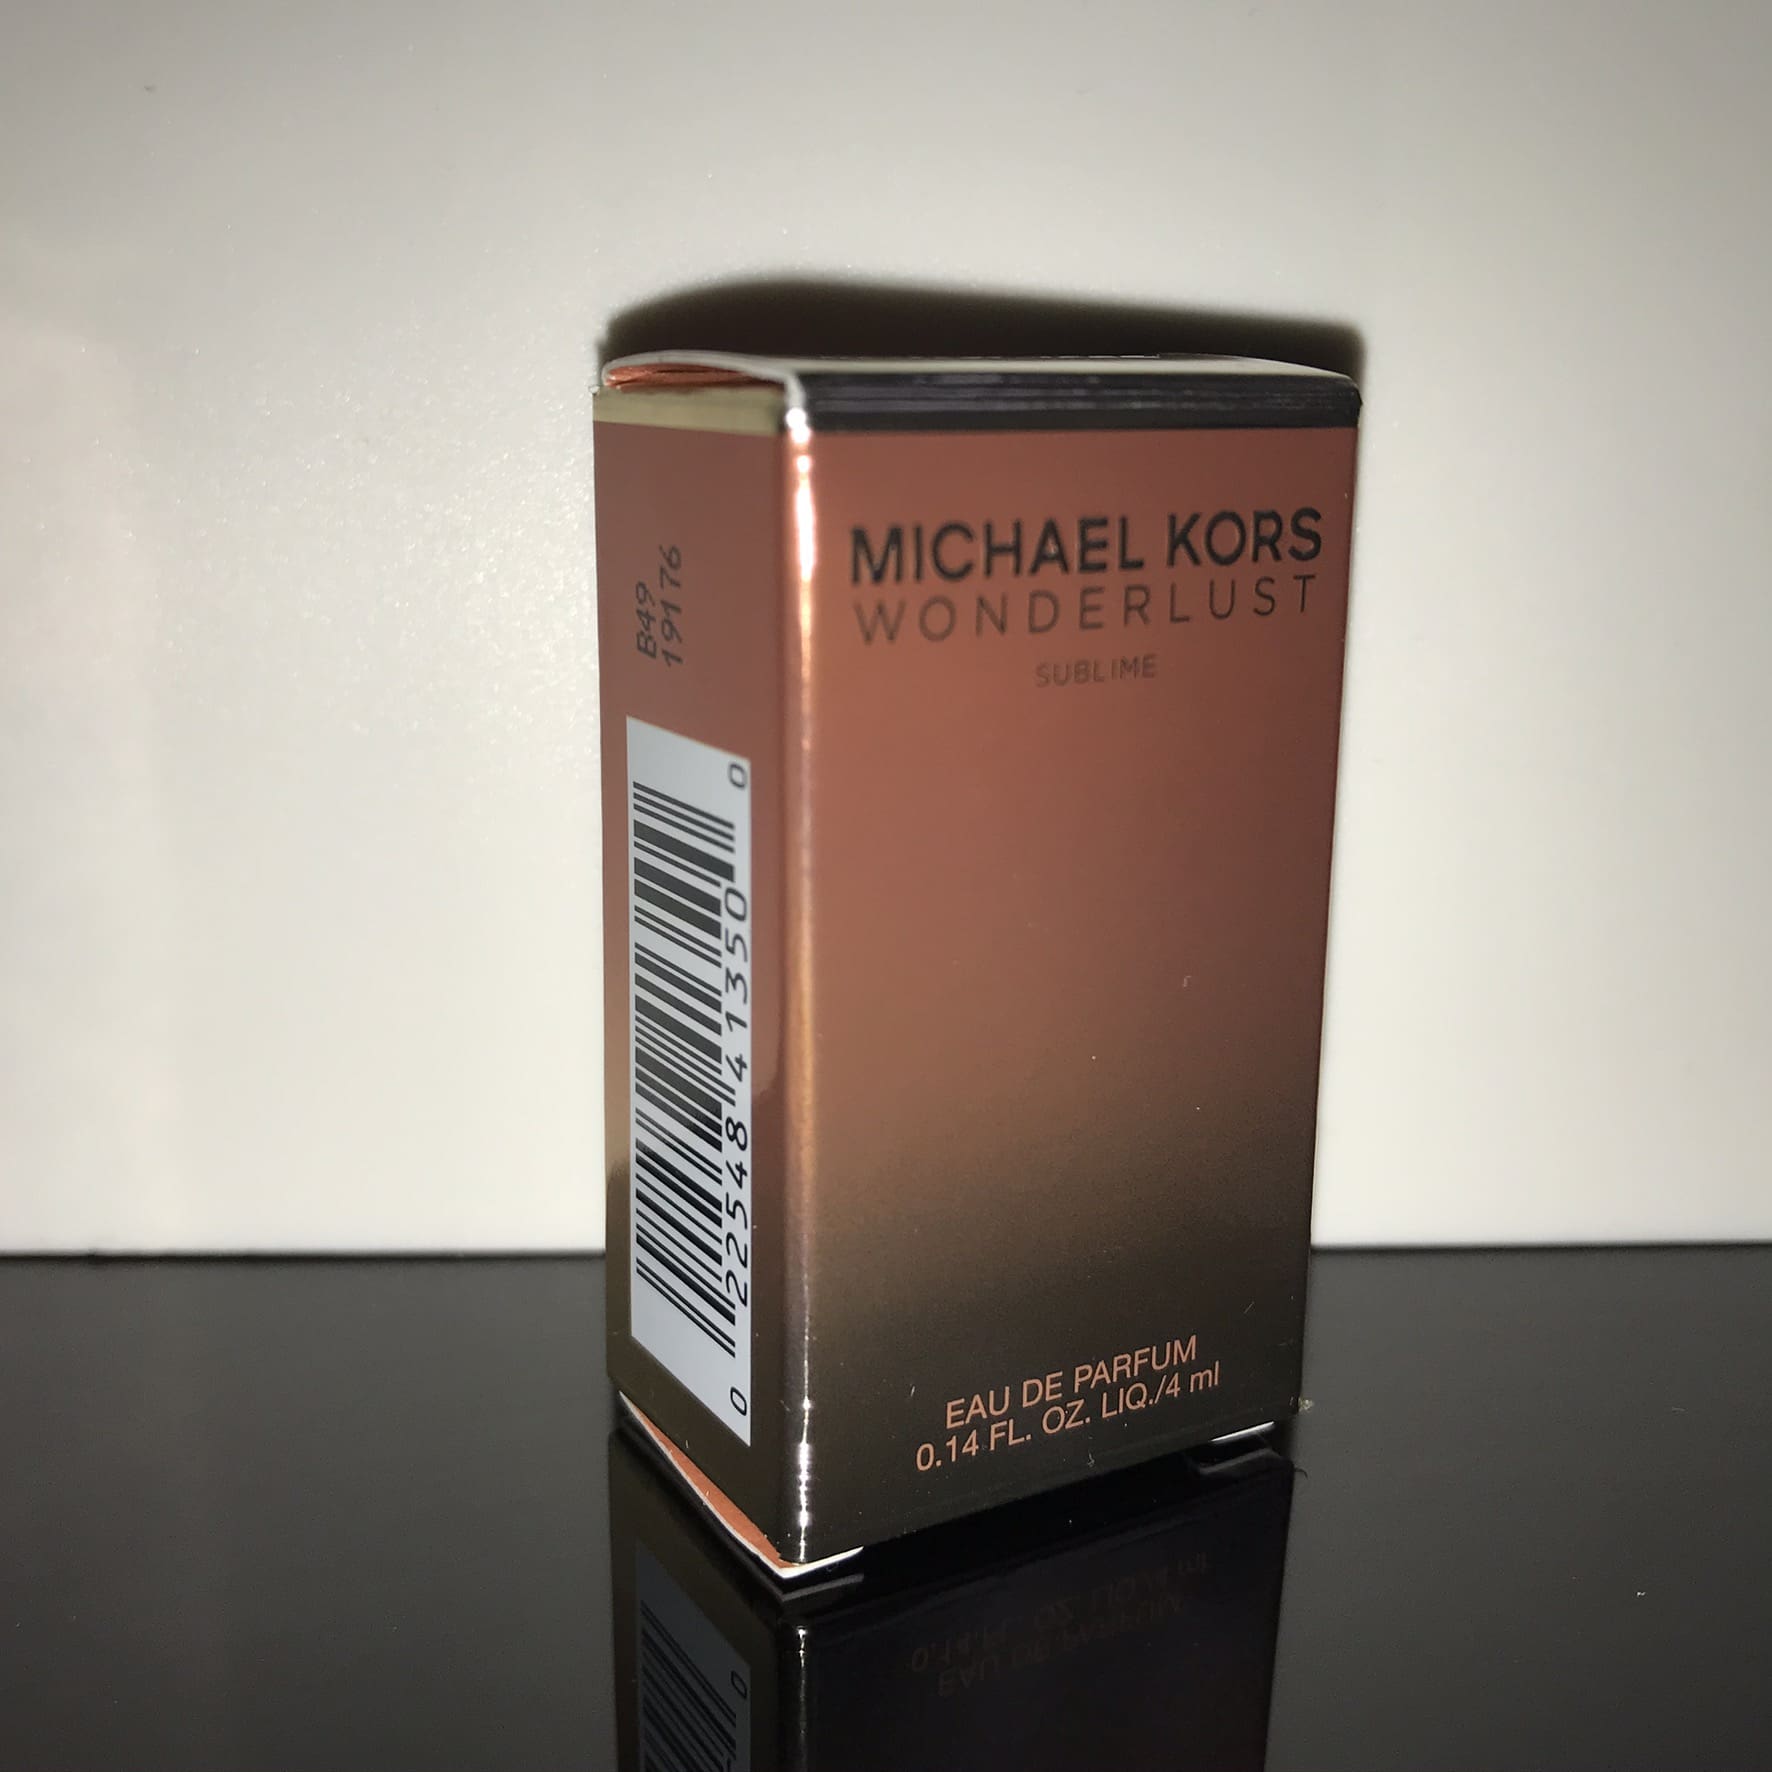 MICHAEL KORS
WONDERLUST
SUBLIME
EAU DE PARFUM
0.14 FL. OZ. LIQ./4 ml
B49
19176
0 22548 41350 0